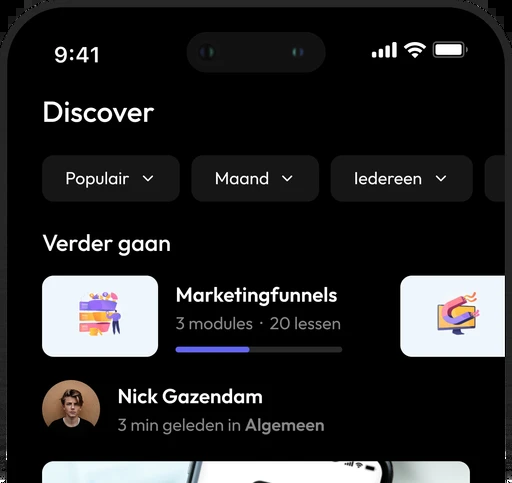 9:41
Discover
Populair
Maand
Iedereen
Verder gaan
Marketingfunnels
3 modules · 20 lessen
Nick Gazendam
3 min geleden in Algemeen